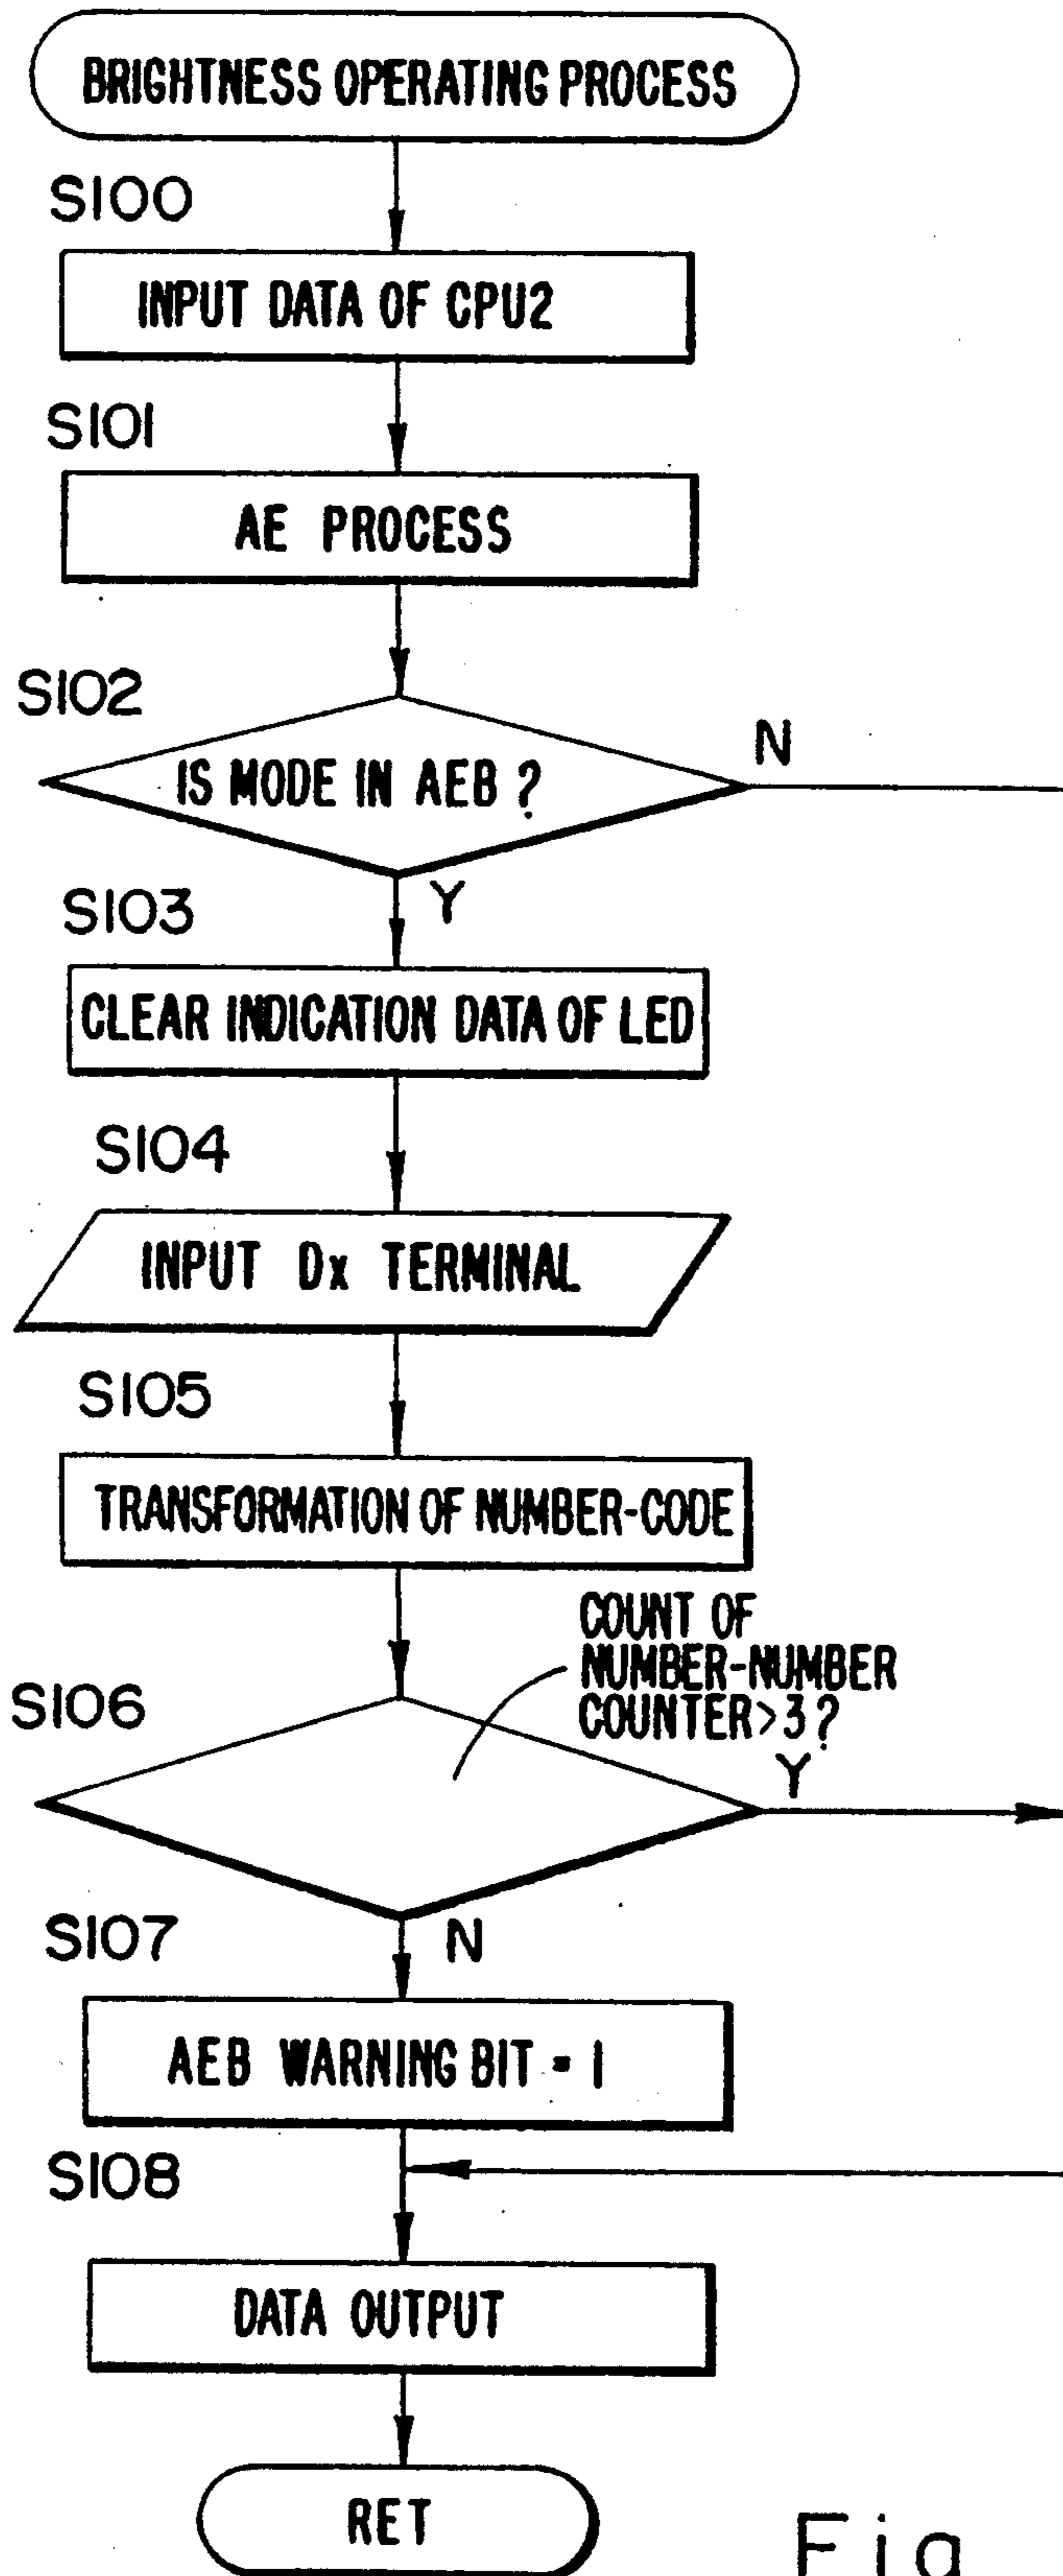 BRIGHTNESS OPERATING PROCESS
S100
INPUT DATA OF CPU2
S101
AE PROCESS
S102
IS MODE IN AEB ?
N
Y
S103
CLEAR INDICATION DATA OF LED
S104
INPUT Dx TERMINAL
S105
TRANSFORMATION OF NUMBER-CODE
COUNT OF
NUMBER-NUMBER
COUNTER>3?
S106
Y
S107
N
AEB WARNING BIT = 1
S108
DATA OUTPUT
RET
Fig